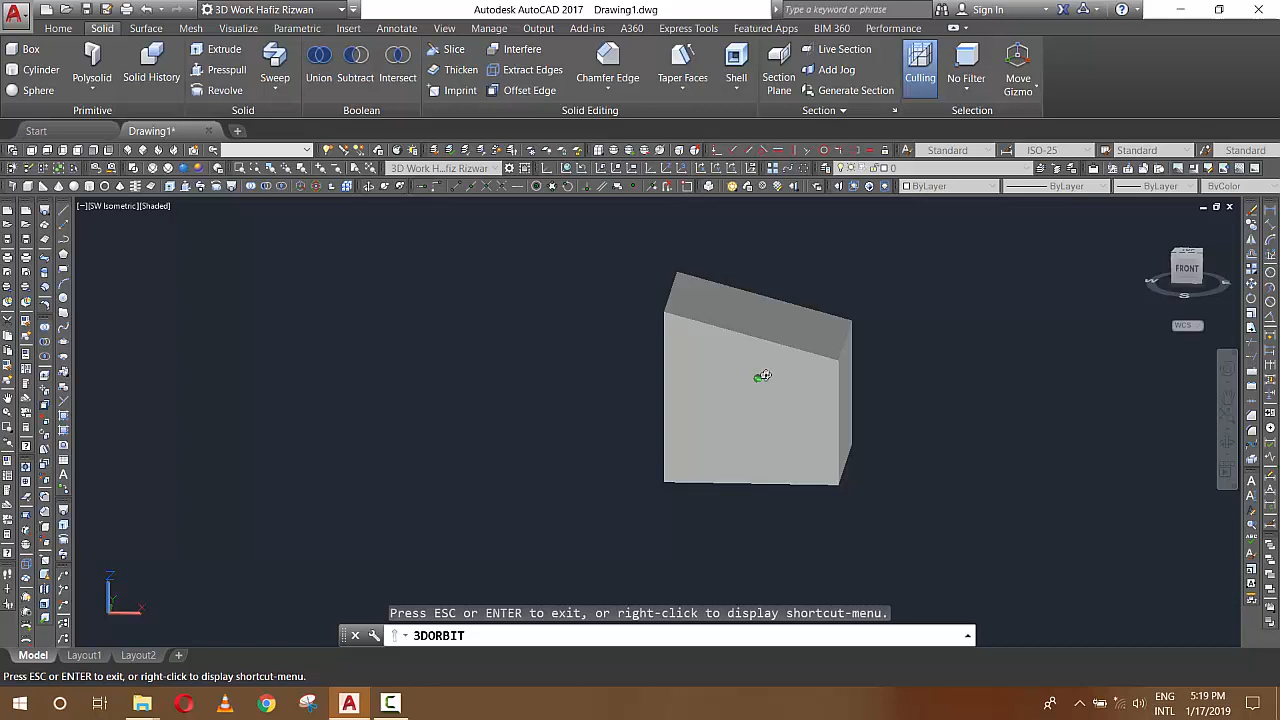 3D Work Hafiz Rizwan
Autodesk AutoCAD 2017 Drawing1.dwg
Type a keyword or phrase
Sign In
Home Solid Surface Mesh Visualize Parametric Insert Annotate View Manage Output Add-ins A360 Express Tools Featured Apps BIM 360 Performance
Box
Cylinder
Sphere
Polysolid
Solid History
Extrude
Presspull
Revolve
Sweep
Union
Subtract
Intersect
Slice
Thicken
Imprint
Interfere
Extract Edges
Offset Edge
Chamfer Edge
Taper Faces
Shell
Section
Plane
Live Section
Add Jog
Generate Section
Culling
No Filter
Move
Gizmo
Primitive
Solid
Boolean
Solid Editing
Section
Selection
Start
Drawing1*
Standard
ISO-25
Standard
Standard
3D Work H..fiz Rizwar
0
ByLayer
ByLayer
ByLayer
ByColor
[−][SW Isometric][Shaded]
FRONT
S
WCS
Z
X
Press ESC or ENTER to exit, or right-click to display shortcut-menu.
3DORBIT
Model Layout1 Layout2
Press ESC or ENTER to exit, or right-click to display shortcut-menu.
ENG
INTL
5:19 PM
1/17/2019